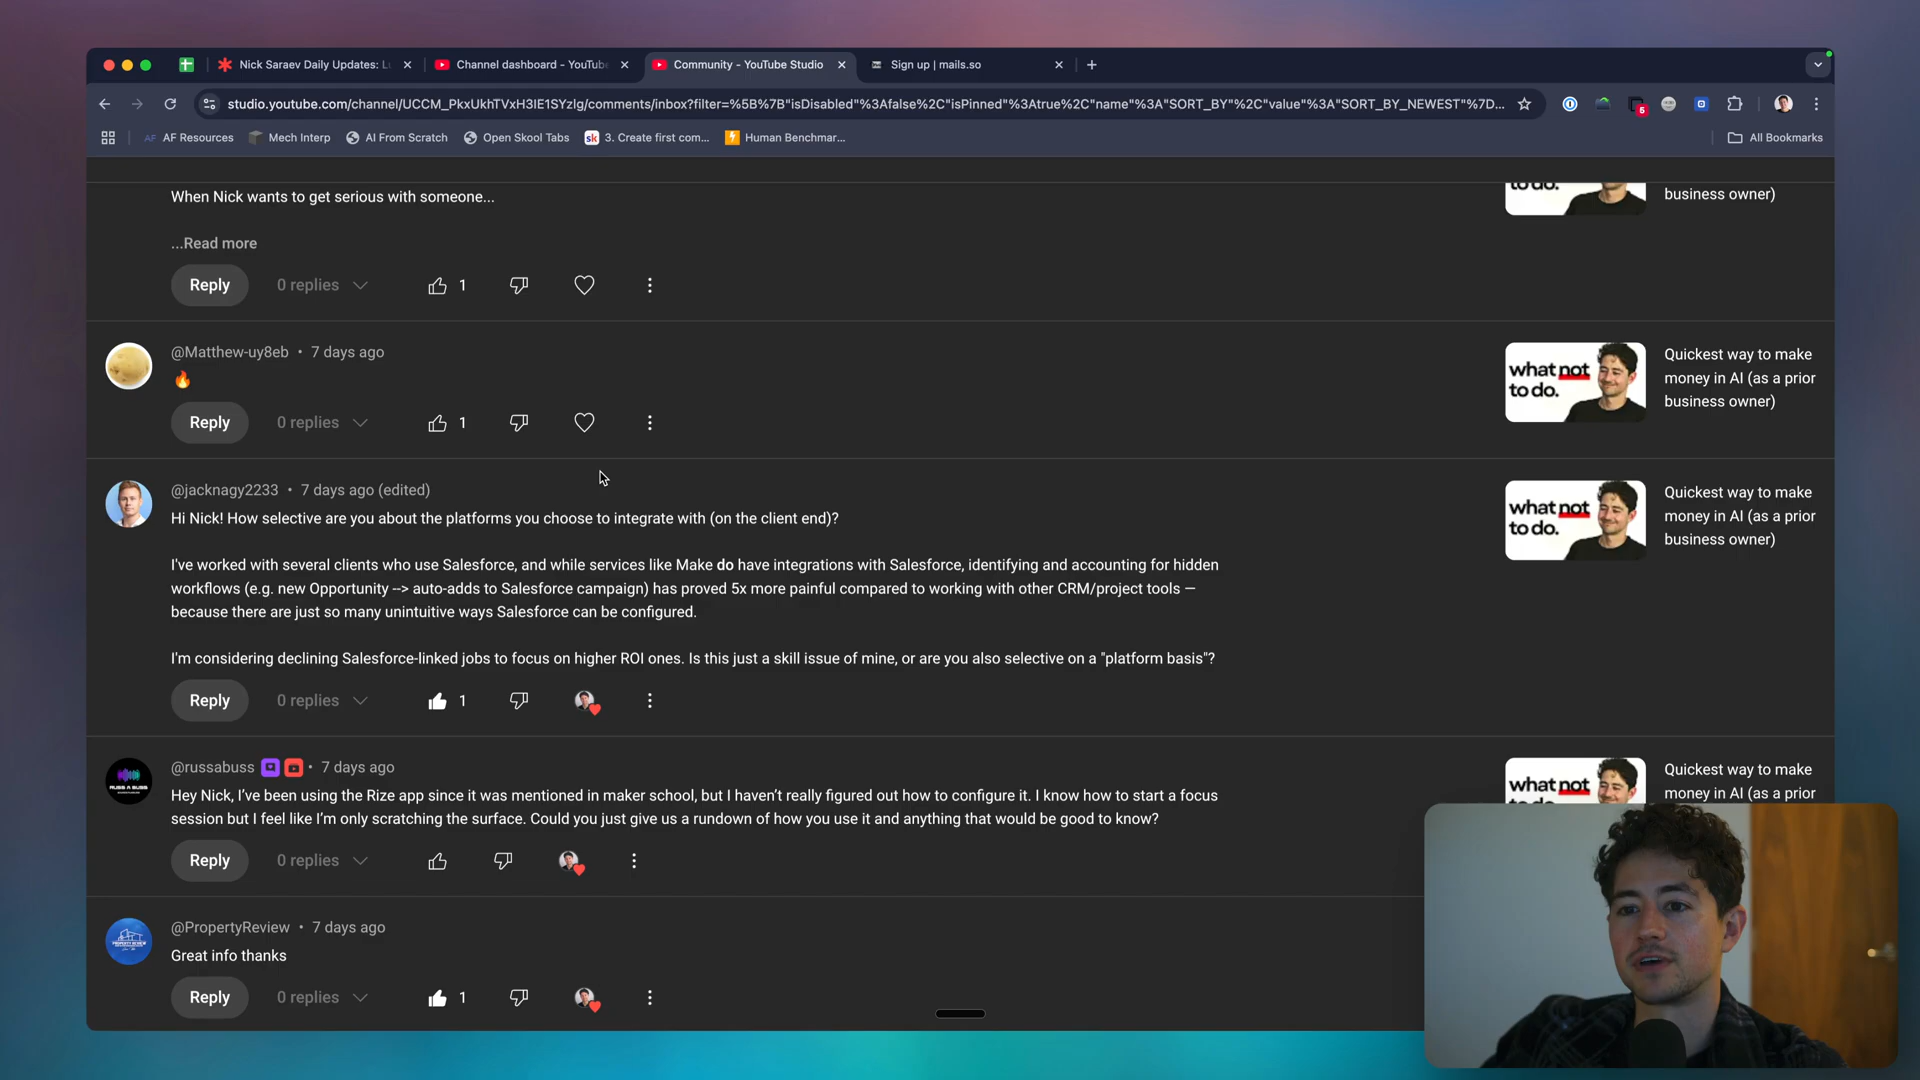 Nick Saraev Daily Updates: L
Channel dashboard - YouTube
Community - YouTube Studio
Sign up | mails.so
studio.youtube.com/channel/UCCM_PkxUkhTVxH3IE1SYzlg/comments/inbox?filter=%5B%7B"isDisabled"%3Afalse%2C"isPinned"%3Atrue%2C"name"%3A"SORT_BY"%2C"value"%3A"SORT_BY_NEWEST"%7D...
5
AF Resources
Mech Interp
AI From Scratch
Open Skool Tabs
sk 3. Create first com...
Human Benchmar...
All Bookmarks
When Nick wants to get serious with someone...
...Read more
Reply
0 replies
1
to do.
business owner)
@Matthew-uy8eb • 7 days ago
🔥
Reply
0 replies
1
what not
to do.
Quickest way to make
money in AI (as a prior
business owner)
@jacknagy2233 • 7 days ago (edited)
Hi Nick! How selective are you about the platforms you choose to integrate with (on the client end)?
I've worked with several clients who use Salesforce, and while services like Make do have integrations with Salesforce, identifying and accounting for hidden
workflows (e.g. new Opportunity --> auto-adds to Salesforce campaign) has proved 5x more painful compared to working with other CRM/project tools —
because there are just so many unintuitive ways Salesforce can be configured.
I'm considering declining Salesforce-linked jobs to focus on higher ROI ones. Is this just a skill issue of mine, or are you also selective on a "platform basis"?
Reply
0 replies
1
what not
to do.
Quickest way to make
money in AI (as a prior
business owner)
@russabuss • 7 days ago
Hey Nick, I've been using the Rize app since it was mentioned in maker school, but I haven't really figured out how to configure it. I know how to start a focus
session but I feel like I'm only scratching the surface. Could you just give us a rundown of how you use it and anything that would be good to know?
Reply
0 replies
RUSS A BUSS
what not
Quickest way to make
money in AI (as a prior
@PropertyReview • 7 days ago
Great info thanks
Reply
0 replies
1